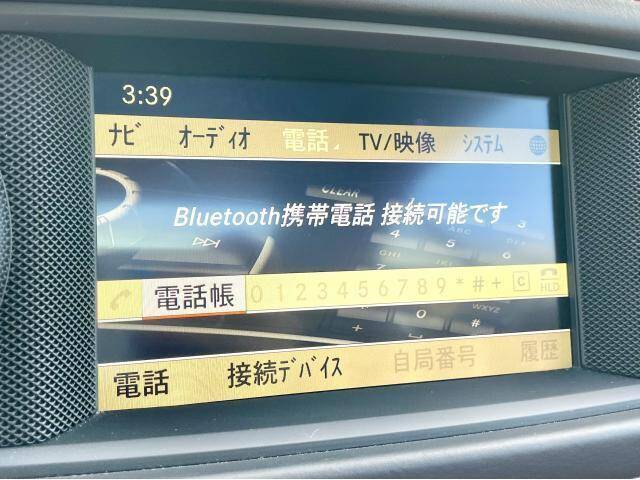 3:39
ナビ オーディオ 電話 TV/映像 システム
CLEAR
Bluetooth携帯電話 接続可能です
電話帳 0 1 2 3 4 5 6 7 8 9 * # + C HLD
電話 接続デバイス 自局番号 履歴